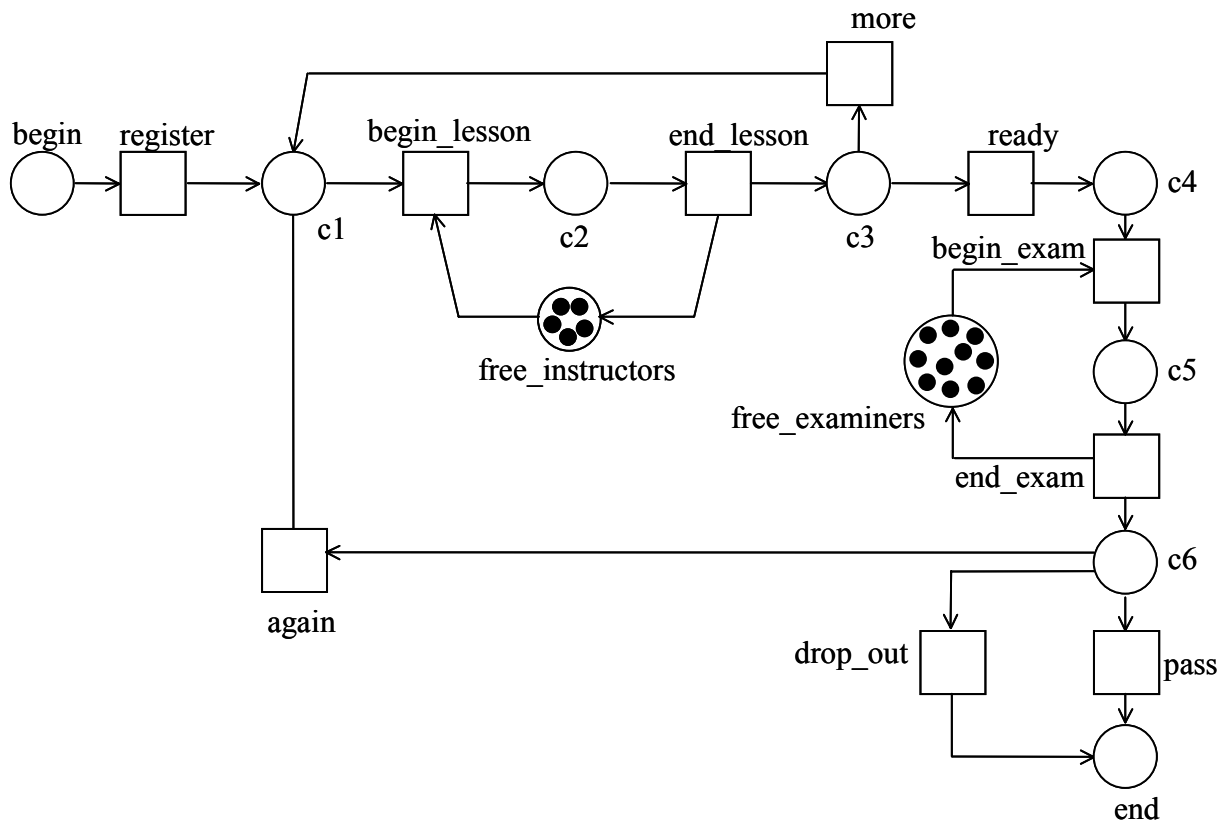 more
begin
register
begin_lesson
end_lesson
ready
c1
c2
c3
c4
begin_exam
free_instructors
c5
free_examiners
end_exam
c6
again
drop_out
pass
end